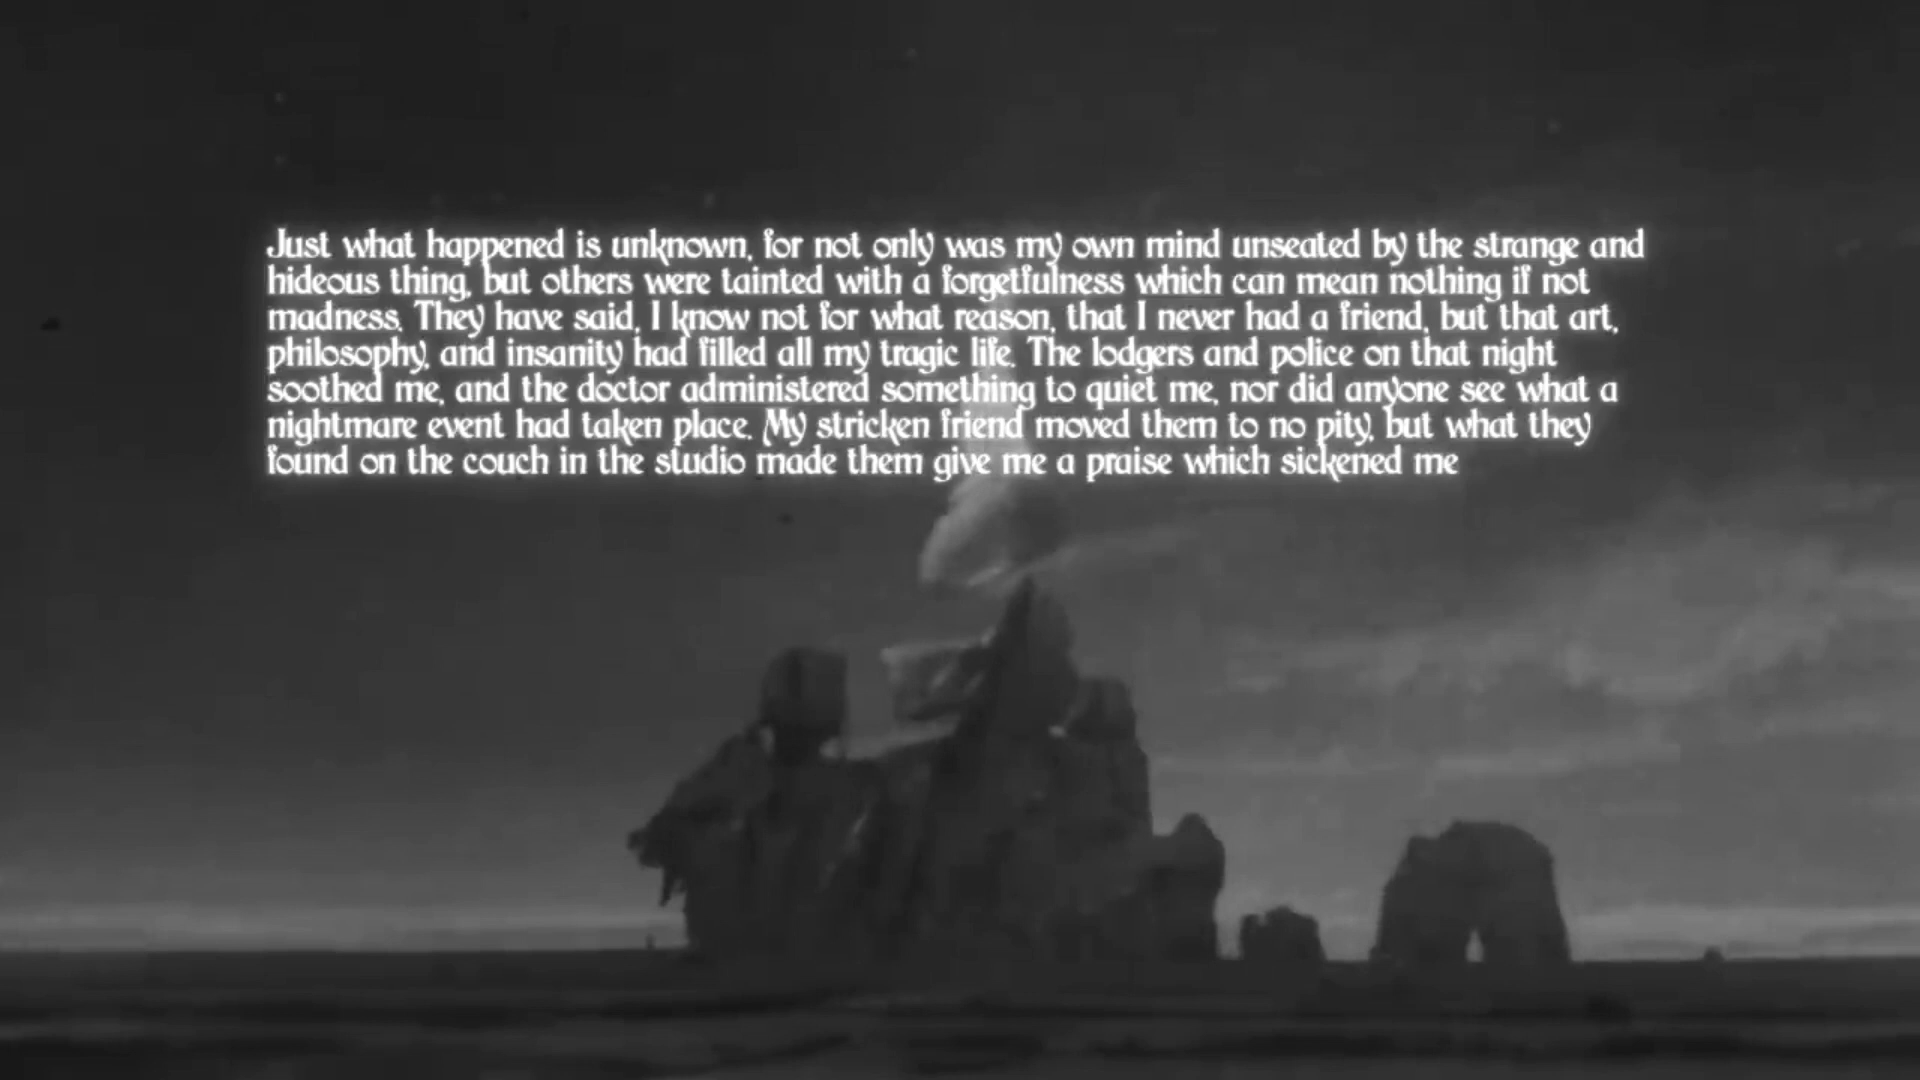 Just what happened is unknown, for not only was my own mind unseated by the strange and
hideous thing, but others were tainted with a forgetfulness which can mean nothing if not
madness. They have said, I know not for what reason, that I never had a friend, but that art,
philosophy, and insanity had filled all my tragic life. The lodgers and police on that night
soothed me, and the doctor administered something to quiet me, nor did anyone see what a
nightmare event had taken place. My stricken friend moved them to no pity, but what they
found on the couch in the studio made them give me a praise which sickened me